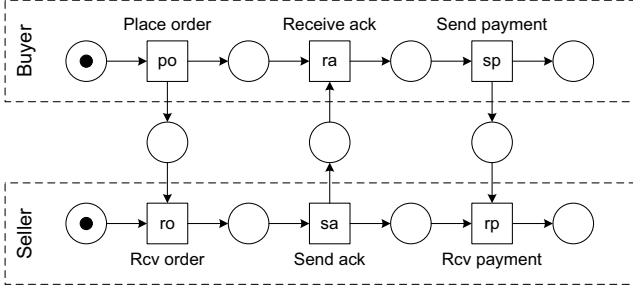 Place order Receive ack Send payment
Buyer
po ra sp
Seller
ro sa rp
Rcv order Send ack Rcv payment